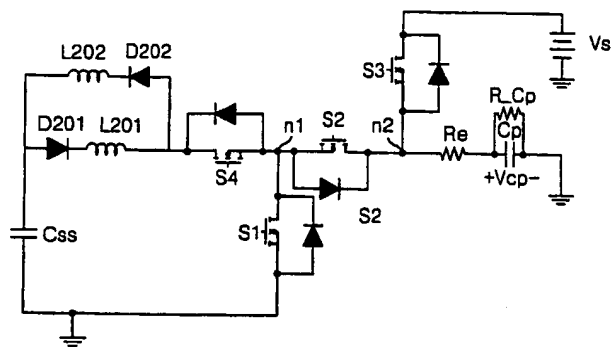 L202 D202
D201 L201
S4
n1
S2
n2
S3
Vs
R_Cp
Re
Cp
+Vcp-
S2
S1
Css